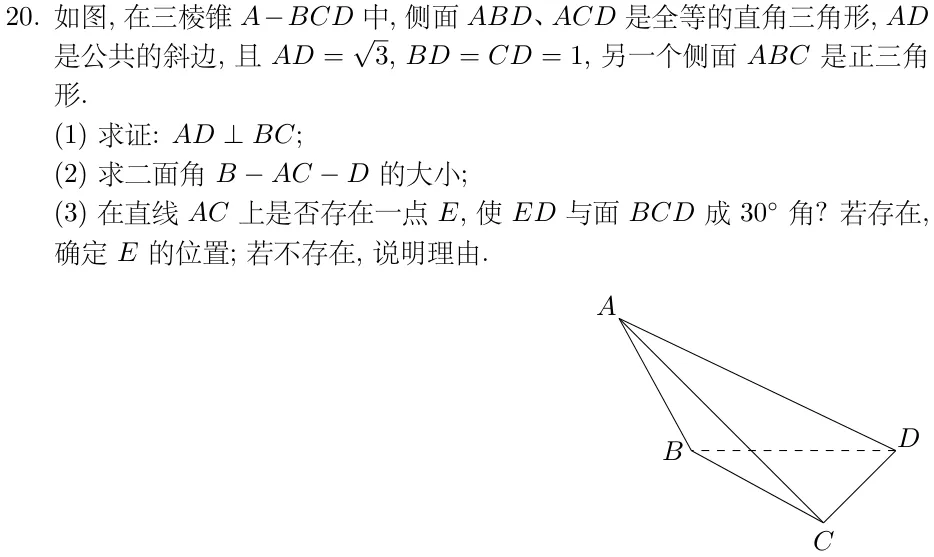 20. 如图, 在三棱锥 A−BCD 中, 侧面 ABD、ACD 是全等的直角三角形, AD
是公共的斜边, 且 AD = √3, BD = CD = 1, 另一个侧面 ABC 是正三角
形.
(1) 求证: AD ⊥ BC;
(2) 求二面角 B − AC − D 的大小;
(3) 在直线 AC 上是否存在一点 E, 使 ED 与面 BCD 成 30° 角? 若存在,
确定 E 的位置; 若不存在, 说明理由.
A
D
B
C